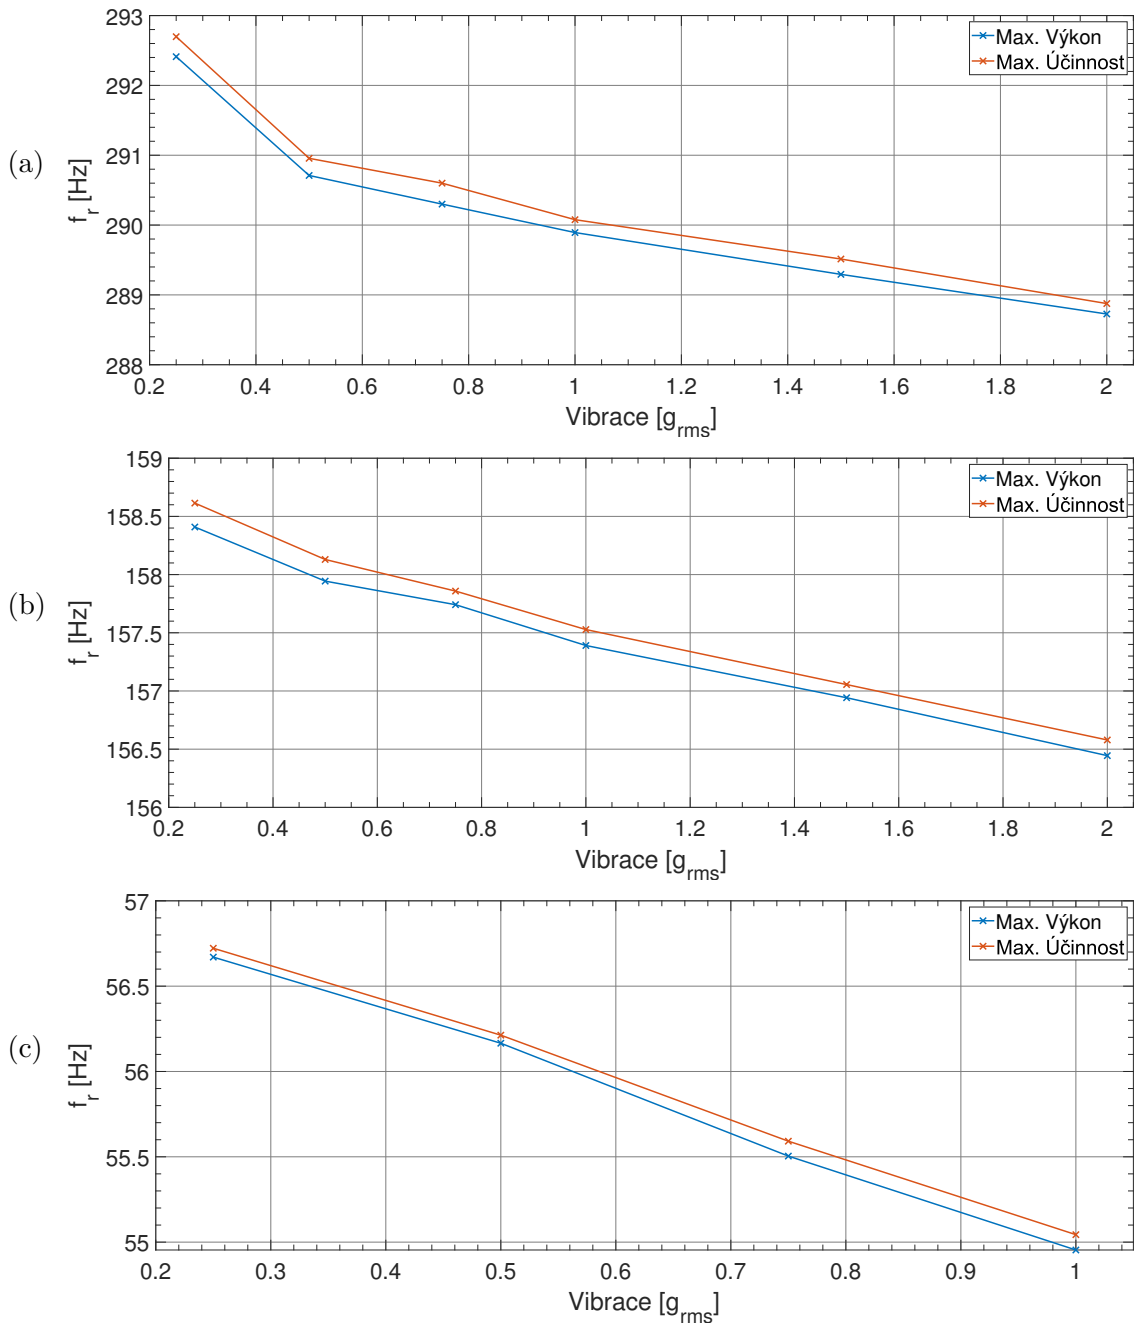 (a)
293
292
291
290
289
288
f_r [Hz]
Max. Výkon
Max. Účinnost
0.2 0.4 0.6 0.8 1 1.2 1.4 1.6 1.8 2
Vibrace [g_rms]
(b)
159
158.5
158
157.5
157
156.5
156
f_r [Hz]
Max. Výkon
Max. Účinnost
0.2 0.4 0.6 0.8 1 1.2 1.4 1.6 1.8 2
Vibrace [g_rms]
(c)
57
56.5
56
55.5
55
f_r [Hz]
Max. Výkon
Max. Účinnost
0.2 0.3 0.4 0.5 0.6 0.7 0.8 0.9 1
Vibrace [g_rms]